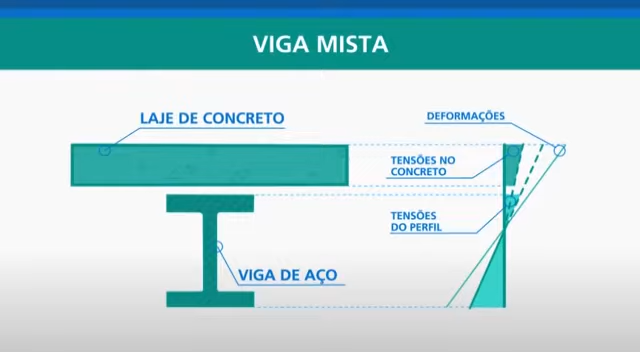 VIGA MISTA
LAJE DE CONCRETO
DEFORMAÇÕES
TENSÕES NO
CONCRETO
TENSÕES
DO PERFIL
VIGA DE AÇO